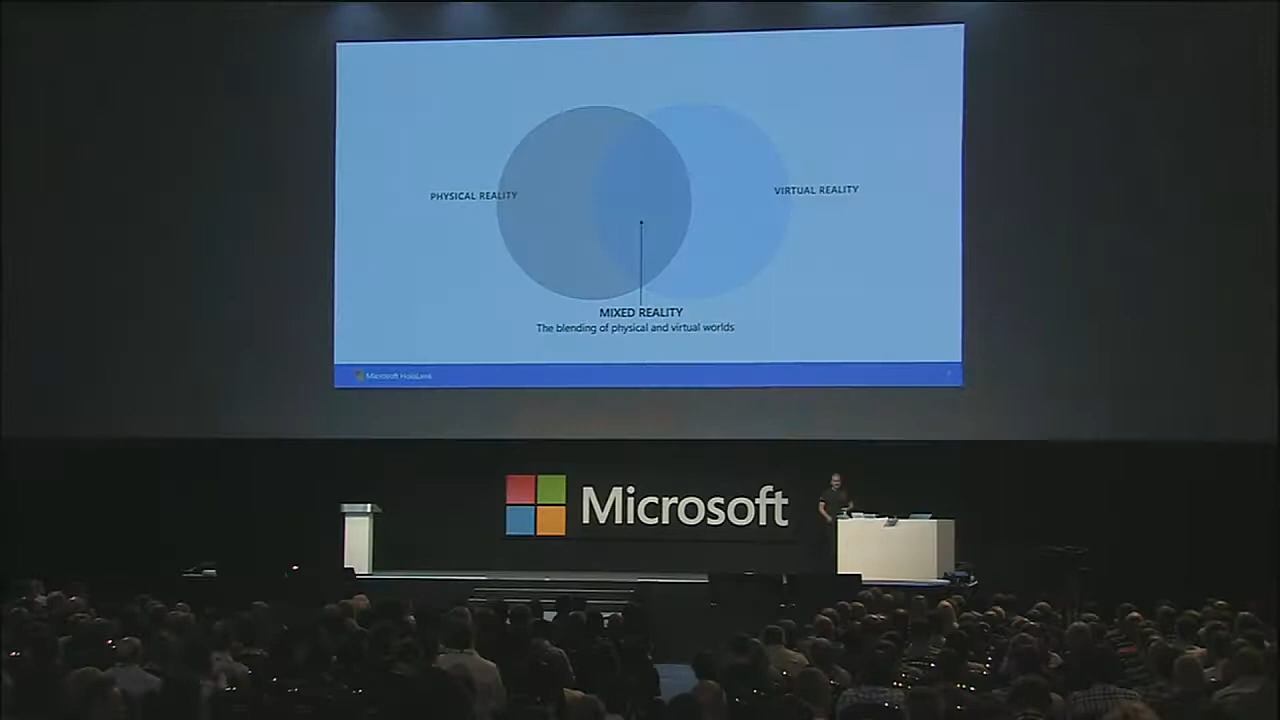 PHYSICAL REALITY
VIRTUAL REALITY
MIXED REALITY
The blending of physical and virtual worlds
Microsoft HoloLens
Microsoft